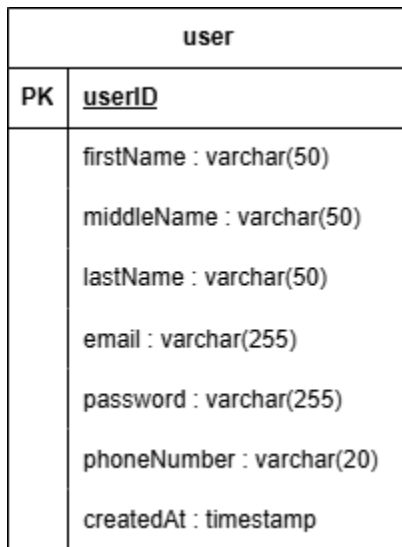 user
PK userID
firstName : varchar(50)
middleName : varchar(50)
lastName : varchar(50)
email : varchar(255)
password : varchar(255)
phoneNumber : varchar(20)
createdAt : timestamp